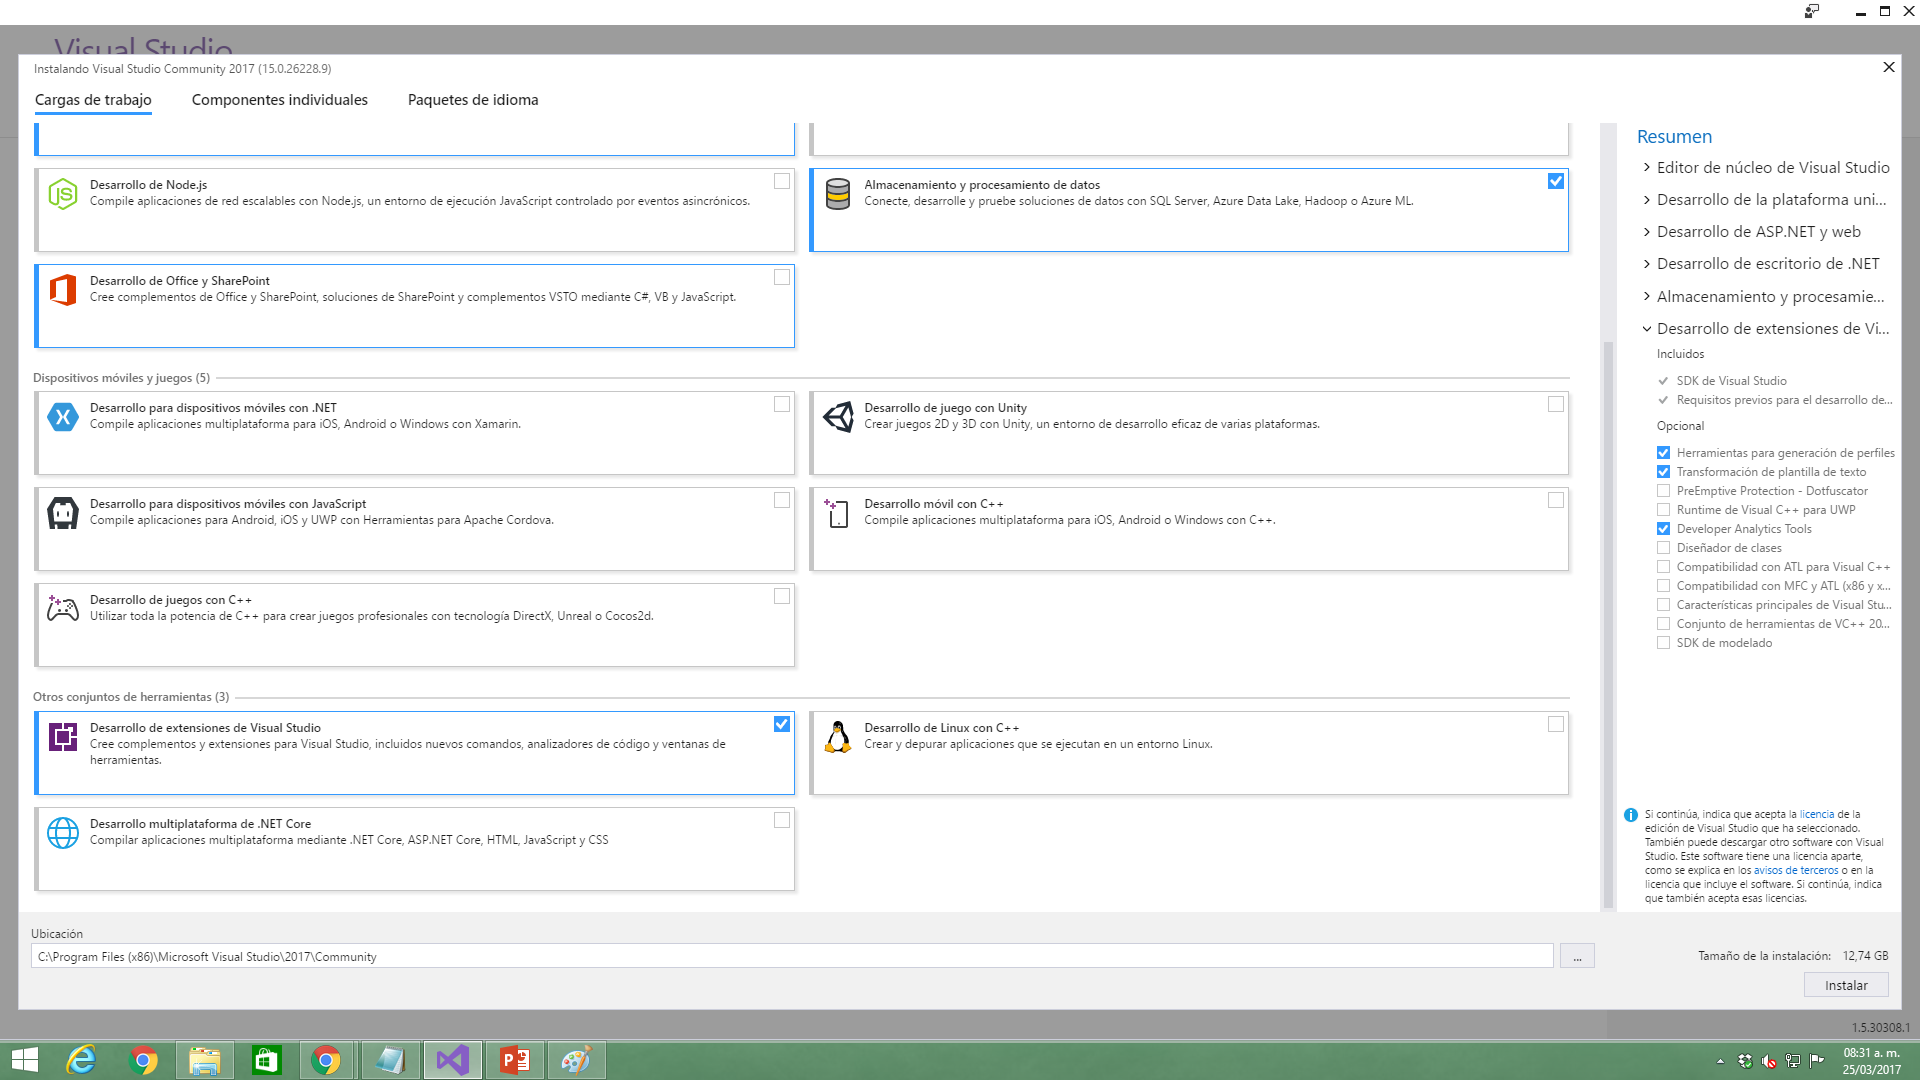 Visual Studio
Instalando Visual Studio Community 2017 (15.0.26228.9)
Cargas de trabajo
Componentes individuales
Paquetes de idioma
Desarrollo de Node.js
Compile aplicaciones de red escalables con Node.js, un entorno de ejecución JavaScript controlado por eventos asincrónicos.
Almacenamiento y procesamiento de datos
Conecte, desarrolle y pruebe soluciones de datos con SQL Server, Azure Data Lake, Hadoop o Azure ML.
Desarrollo de Office y SharePoint
Cree complementos de Office y SharePoint, soluciones de SharePoint y complementos VSTO mediante C#, VB y JavaScript.
Dispositivos móviles y juegos (5)
Desarrollo para dispositivos móviles con .NET
Compile aplicaciones multiplataforma para iOS, Android o Windows con Xamarin.
Desarrollo de juego con Unity
Crear juegos 2D y 3D con Unity, un entorno de desarrollo eficaz de varias plataformas.
Desarrollo para dispositivos móviles con JavaScript
Compile aplicaciones para Android, iOS y UWP con Herramientas para Apache Cordova.
Desarrollo móvil con C++
Compile aplicaciones multiplataforma para iOS, Android o Windows con C++.
Desarrollo de juegos con C++
Utilizar toda la potencia de C++ para crear juegos profesionales con tecnología DirectX, Unreal o Cocos2d.
Otros conjuntos de herramientas (3)
Desarrollo de extensiones de Visual Studio
Cree complementos y extensiones para Visual Studio, incluidos nuevos comandos, analizadores de código y ventanas de
herramientas.
Desarrollo de Linux con C++
Crear y depurar aplicaciones que se ejecutan en un entorno Linux.
Desarrollo multiplataforma de .NET Core
Compilar aplicaciones multiplataforma mediante .NET Core, ASP.NET Core, HTML, JavaScript y CSS
Resumen
Editor de núcleo de Visual Studio
Desarrollo de la plataforma uni...
Desarrollo de ASP.NET y web
Desarrollo de escritorio de .NET
Almacenamiento y procesamie...
Desarrollo de extensiones de Vi...
Incluidos
SDK de Visual Studio
Requisitos previos para el desarrollo de...
Opcional
Herramientas para generación de perfiles
Transformación de plantilla de texto
PreEmptive Protection - Dotfuscator
Runtime de Visual C++ para UWP
Developer Analytics Tools
Diseñador de clases
Compatibilidad con ATL para Visual C++
Compatibilidad con MFC y ATL (x86 y x...
Características principales de Visual Stu...
Conjunto de herramientas de VC++ 20...
SDK de modelado
Si continúa, indica que acepta la licencia de la
edición de Visual Studio que ha seleccionado.
También puede descargar otro software con Visual
Studio. Este software tiene una licencia aparte,
como se explica en los avisos de terceros o en la
licencia que incluye el software. Si continúa, indica
que también acepta esas licencias.
Ubicación
C:\Program Files (x86)\Microsoft Visual Studio\2017\Community
...
Tamaño de la instalación: 12,74 GB
Instalar
1.5.30308.1
08:31 a. m.
25/03/2017